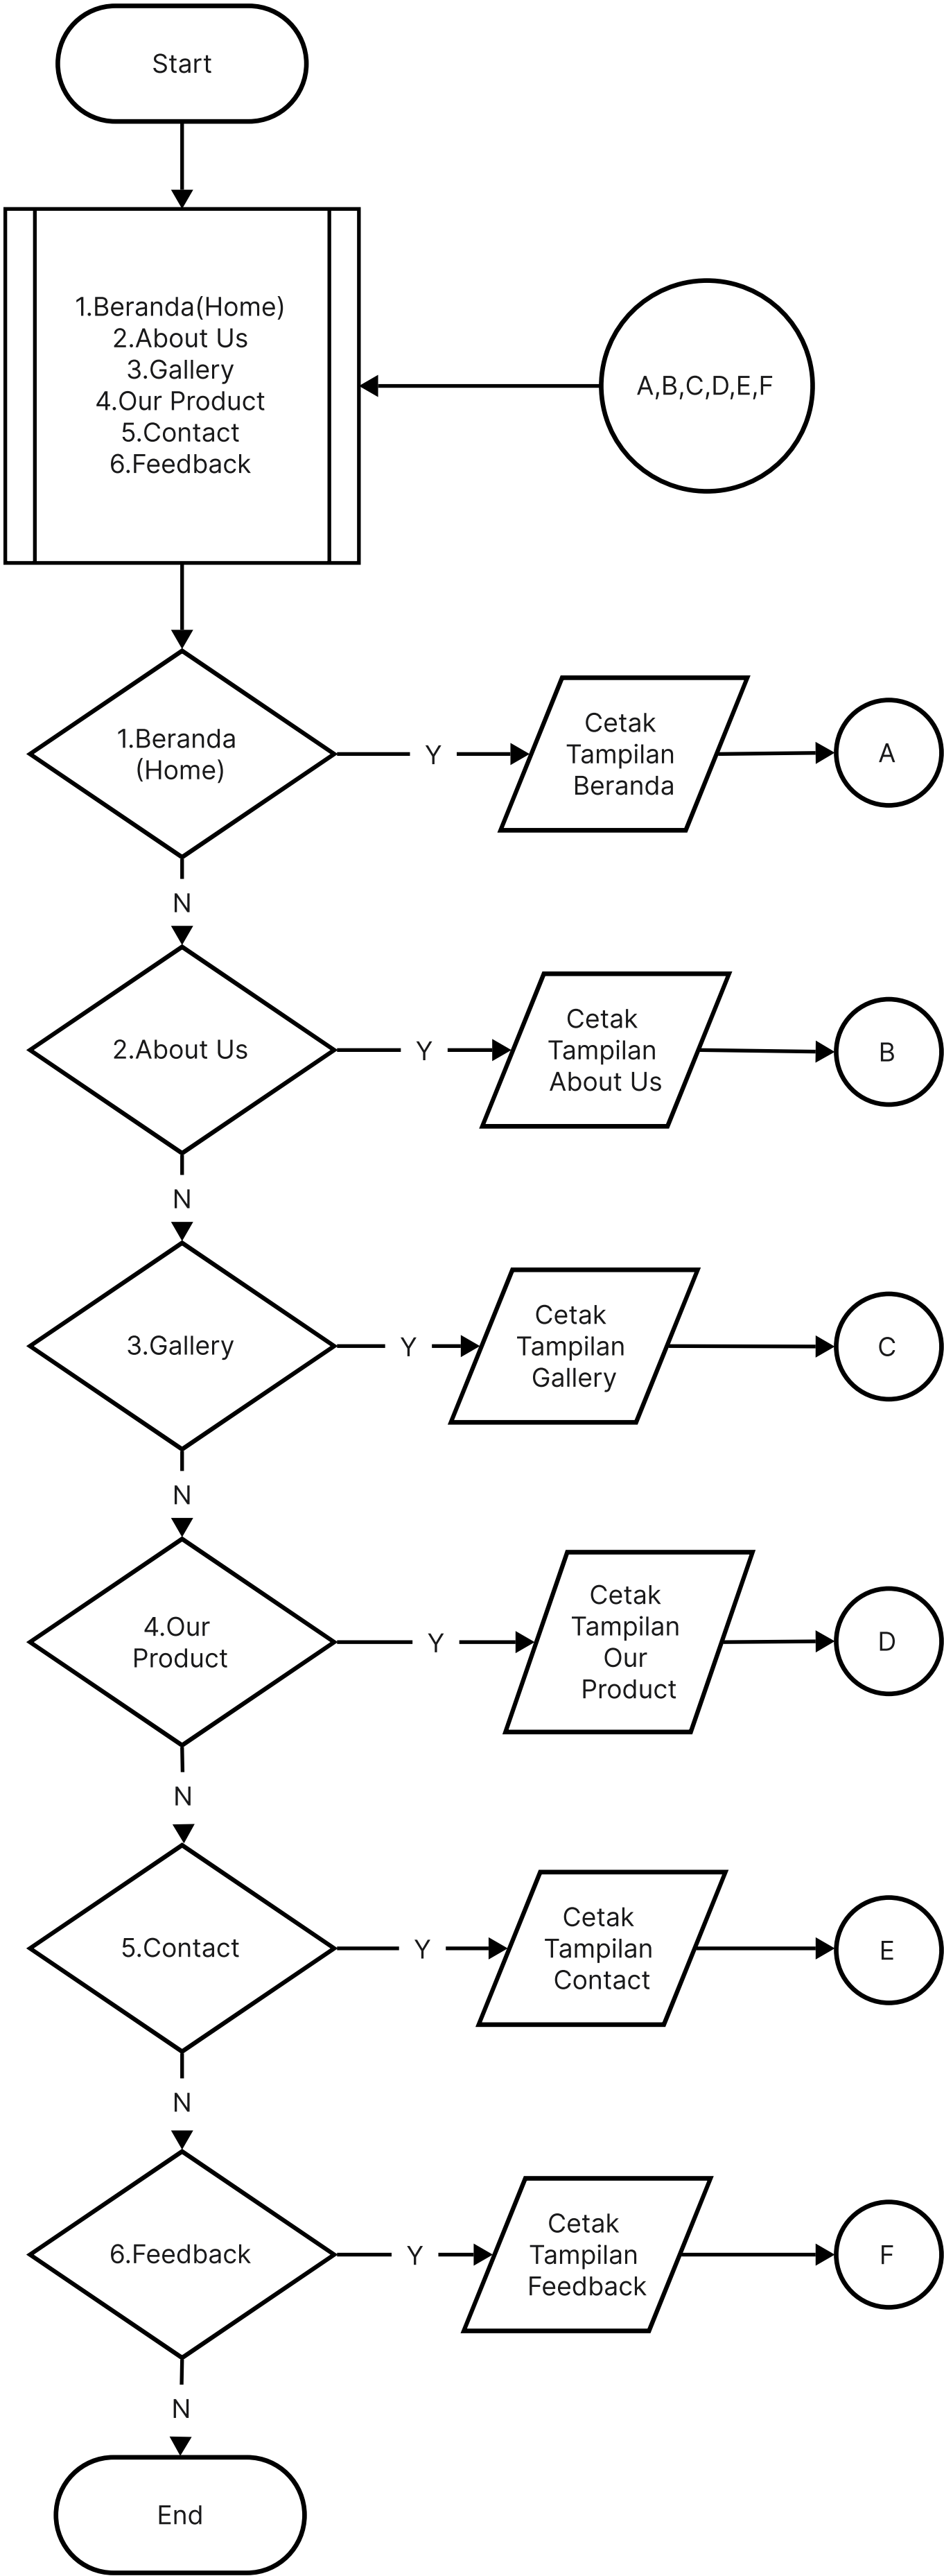 Start
1.Beranda(Home)
2.About Us
3.Gallery
4.Our Product
5.Contact
6.Feedback
A,B,C,D,E,F
1.Beranda
(Home)
Y
Cetak
Tampilan
Beranda
A
N
2.About Us
Y
Cetak
Tampilan
About Us
B
N
3.Gallery
Y
Cetak
Tampilan
Gallery
C
N
4.Our
Product
Y
Cetak
Tampilan
Our
Product
D
N
5.Contact
Y
Cetak
Tampilan
Contact
E
N
6.Feedback
Y
Cetak
Tampilan
Feedback
F
N
End